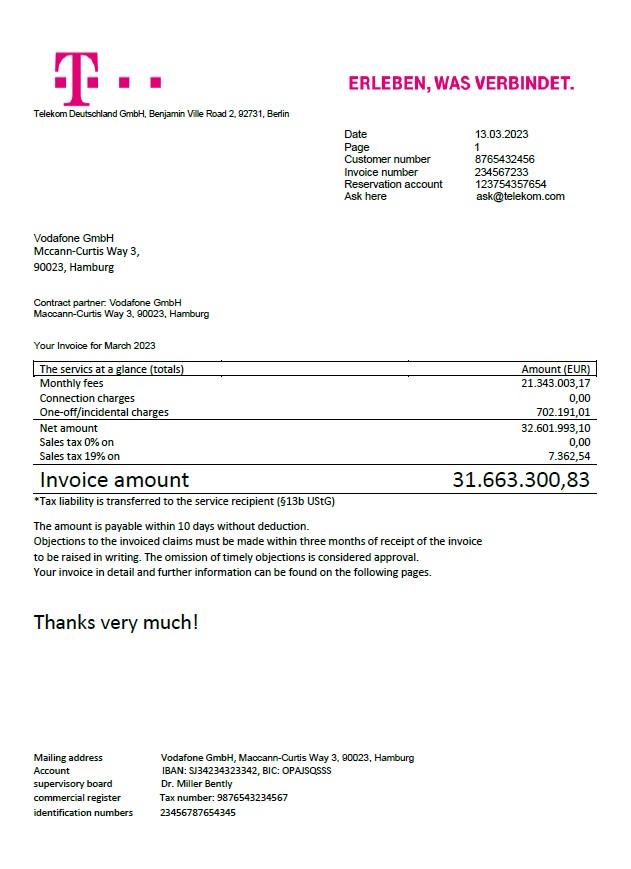 T
ERLEBEN, WAS VERBINDET.
Telekom Deutschland GmbH, Benjamin Ville Road 2, 92731, Berlin
Date 13.03.2023
Page 1
Customer number 8765432456
Invoice number 234567233
Reservation account 123754357654
Ask here ask@telekom.com
Vodafone GmbH
Mccann-Curtis Way 3,
90023, Hamburg
Contract partner: Vodafone GmbH
Maccann-Curtis Way 3, 90023, Hamburg
Your Invoice for March 2023
The servics at a glance (totals) Amount (EUR)
Monthly fees 21.343.003,17
Connection charges 0,00
One-off/incidental charges 702.191,01
Net amount 32.601.993,10
Sales tax 0% on 0,00
Sales tax 19% on 7.362,54
Invoice amount 31.663.300,83
*Tax liability is transferred to the service recipient (§13b UStG)
The amount is payable within 10 days without deduction.
Objections to the invoiced claims must be made within three months of receipt of the invoice
to be raised in writing. The omission of timely objections is considered approval.
Your invoice in detail and further information can be found on the following pages.
Thanks very much!
Mailing address Vodafone GmbH, Maccann-Curtis Way 3, 90023, Hamburg
Account IBAN: SJ34234323342, BIC: OPAJSQSSS
supervisory board Dr. Miller Bently
commercial register Tax number: 9876543234567
identification numbers 23456787654345